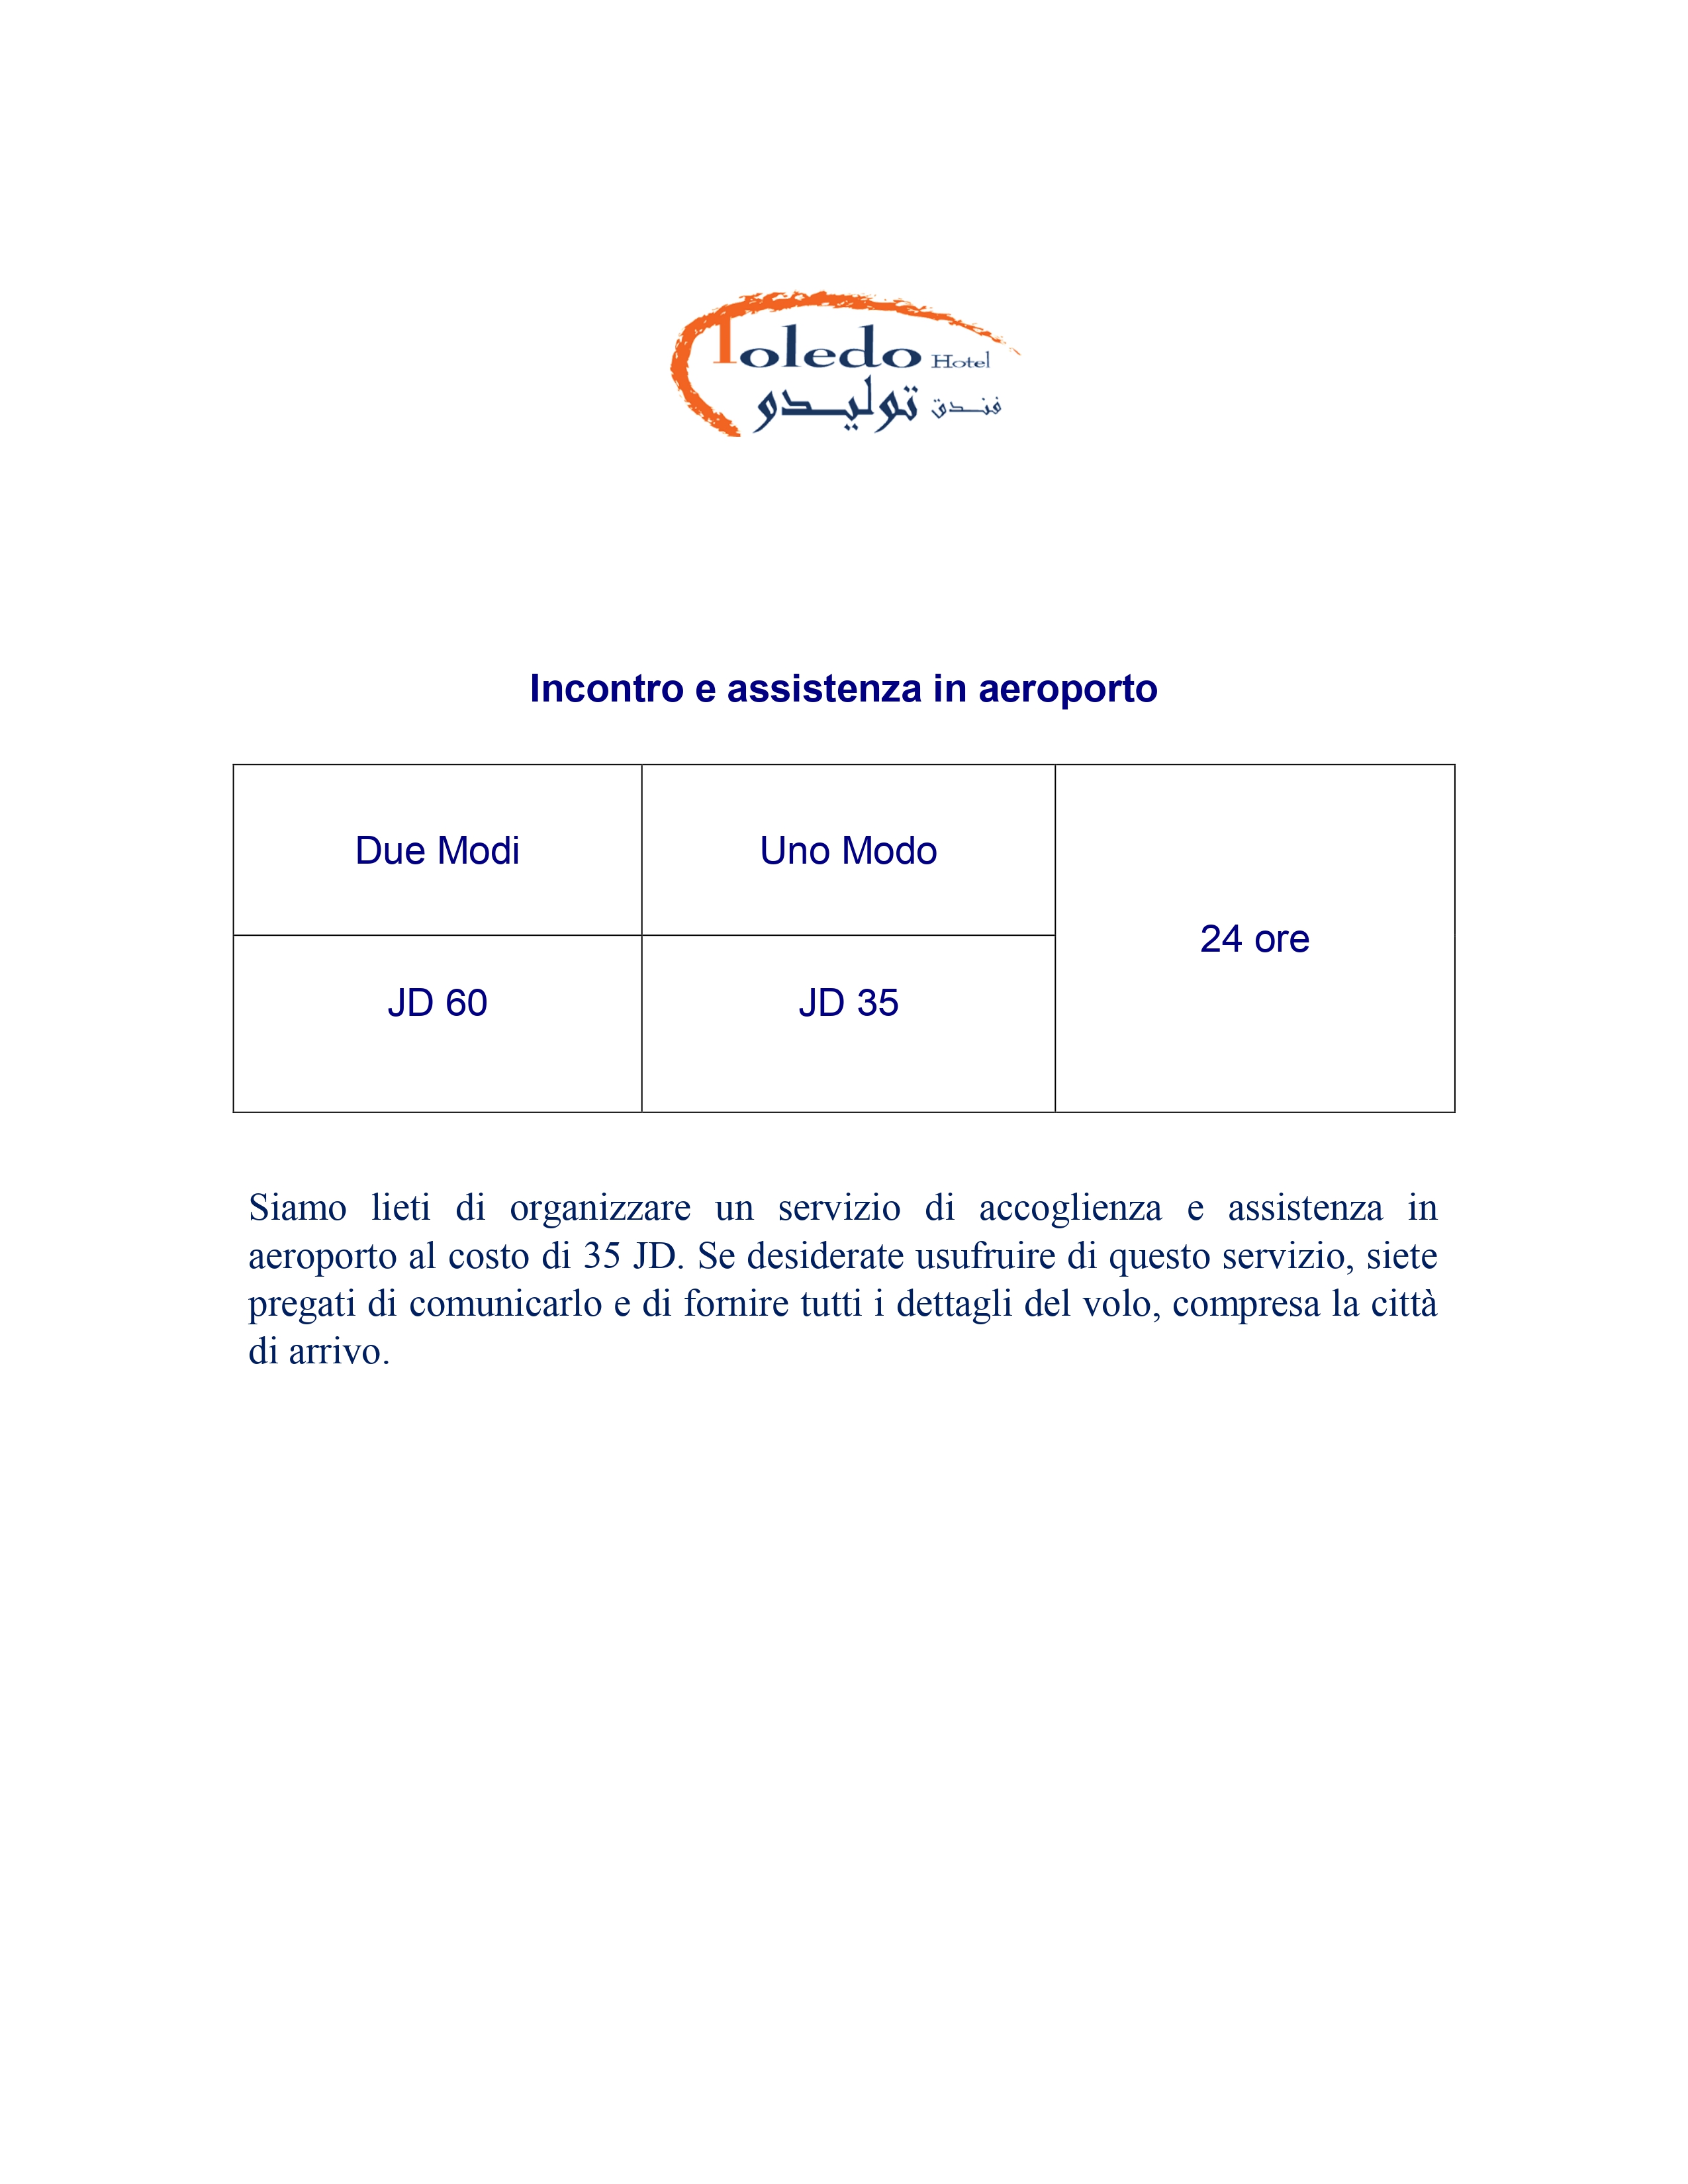 Toledo Hotel
فندق توليدو
Incontro e assistenza in aeroporto
Due Modi
Uno Modo
24 ore
JD 60
JD 35
Siamo lieti di organizzare un servizio di accoglienza e assistenza in
aeroporto al costo di 35 JD. Se desiderate usufruire di questo servizio, siete
pregati di comunicarlo e di fornire tutti i dettagli del volo, compresa la città
di arrivo.